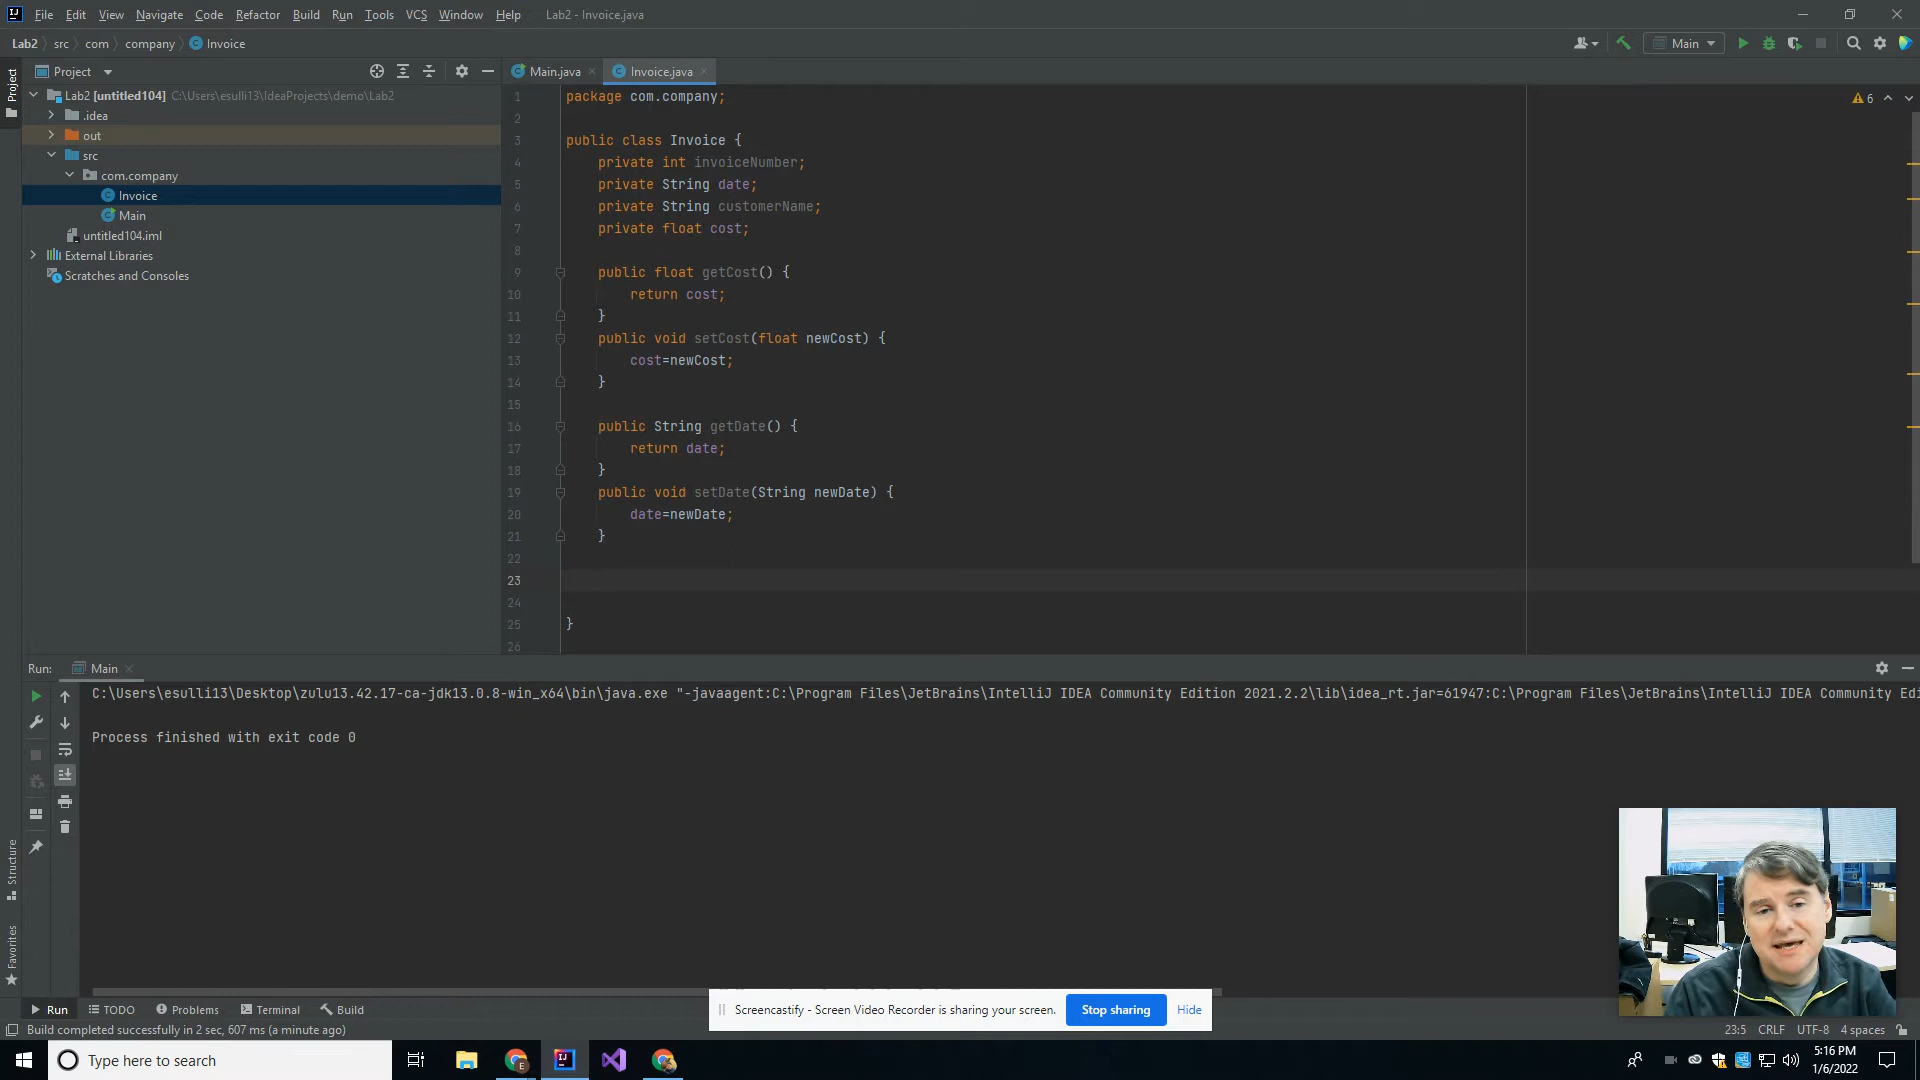 File Edit View Navigate Code Refactor Build Run Tools VCS Window Help Lab2 - Invoice.java
Lab2 src com company Invoice
Main
Project
Main.java Invoice.java
Project
Lab2 [untitled104] C:\Users\esulli13\IdeaProjects\demo\Lab2
.idea
out
src
com.company
Invoice
Main
untitled104.iml
External Libraries
Scratches and Consoles
6
1 package com.company;
2
3 public class Invoice {
4 private int invoiceNumber;
5 private String date;
6 private String customerName;
7 private float cost;
8
9 public float getCost() {
10 return cost;
11 }
12 public void setCost(float newCost) {
13 cost=newCost;
14 }
15
16 public String getDate() {
17 return date;
18 }
19 public void setDate(String newDate) {
20 date=newDate;
21 }
22
23
24
25 }
26
Run: Main
C:\Users\esulli13\Desktop\zulu13.42.17-ca-jdk13.0.8-win_x64\bin\java.exe "-javaagent:C:\Program Files\JetBrains\IntelliJ IDEA Community Edition 2021.2.2\lib\idea_rt.jar=61947:C:\Program Files\JetBrains\IntelliJ IDEA Community Edi
Process finished with exit code 0
Structure
Favorites
Screencastify - Screen Video Recorder is sharing your screen. Stop sharing Hide
Run TODO Problems Terminal Build
Build completed successfully in 2 sec, 607 ms (a minute ago)
23:5 CRLF UTF-8 4 spaces
Type here to search
5:16 PM
1/6/2022